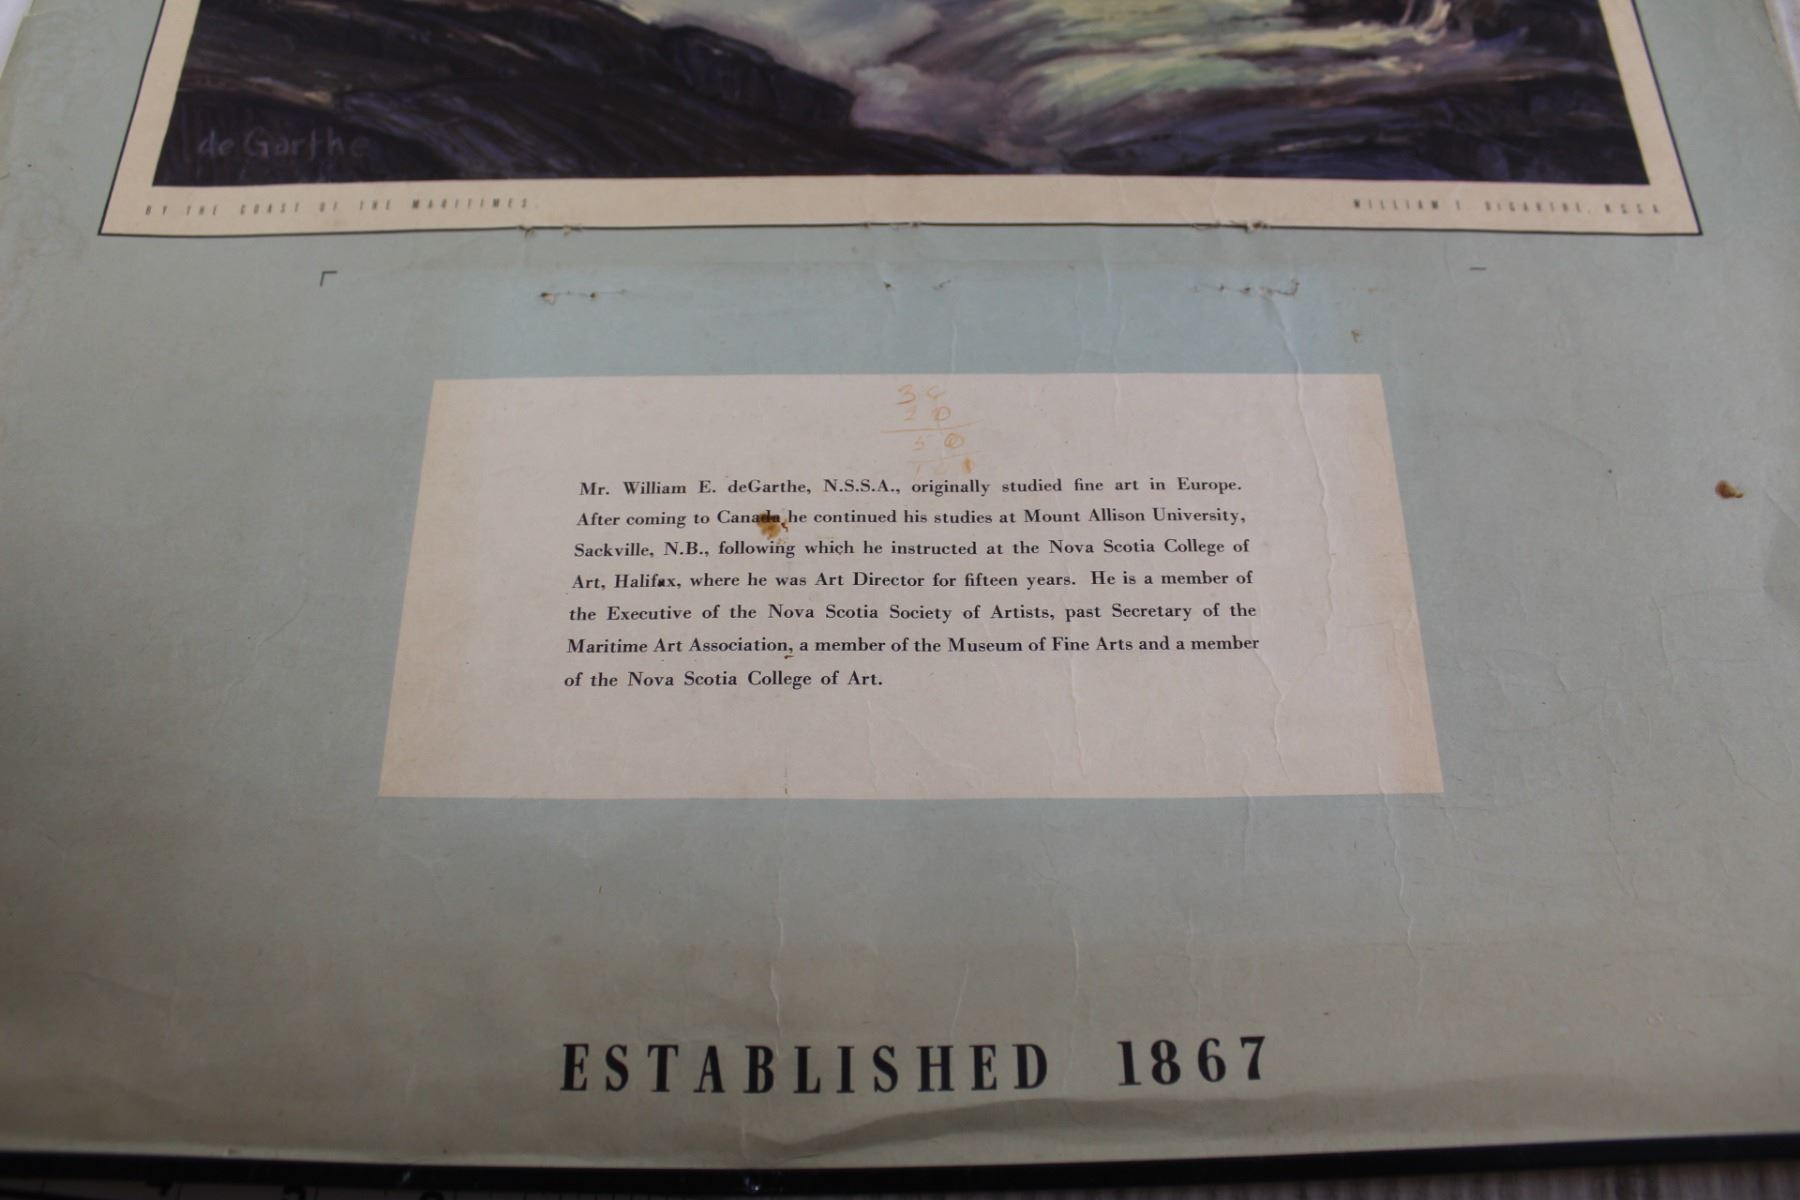 de Garthe
BY THE COAST OF THE MARITIMES.
WILLIAM E. DEGARTHE, N.S.S.A.
Mr. William E. deGarthe, N.S.S.A., originally studied fine art in Europe.
After coming to Canada he continued his studies at Mount Allison University,
Sackville, N.B., following which he instructed at the Nova Scotia College of
Art, Halifax, where he was Art Director for fifteen years. He is a member of
the Executive of the Nova Scotia Society of Artists, past Secretary of the
Maritime Art Association, a member of the Museum of Fine Arts and a member
of the Nova Scotia College of Art.
ESTABLISHED 1867